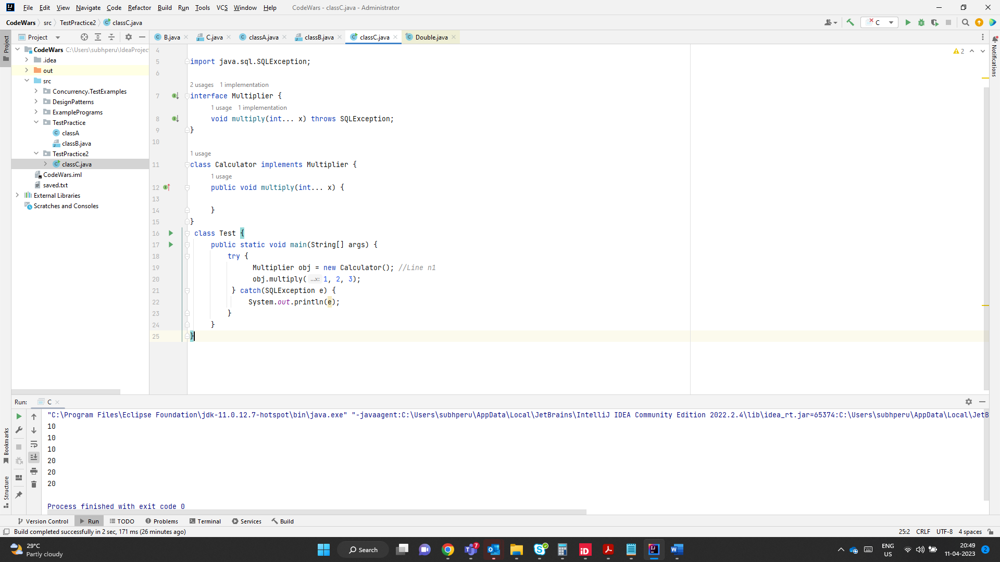 File Edit View Navigate Code Refactor Build Run Tools VCS Window Help CodeWars - classC.java - Administrator
CodeWars src TestPractice2 classC.java
C
Project
B.java C.java classA.java classB.java classC.java Double.java
Project
CodeWars C:\Users\subhperu\IdeaProjec
.idea
out
src
Concurrency.TestExamples
DesignPatterns
ExamplePrograms
TestPractice
classA
classB.java
TestPractice2
classC.java
CodeWars.iml
saved.txt
External Libraries
Scratches and Consoles
2
Notifications
4
5 import java.sql.SQLException;
6
2 usages 1 implementation
7 interface Multiplier {
1 usage 1 implementation
8 void multiply(int... x) throws SQLException;
9 }
10
1 usage
11 class Calculator implements Multiplier {
1 usage
12 public void multiply(int... x) {
13
14 }
15 }
16 class Test {
17 public static void main(String[] args) {
18 try {
19 Multiplier obj = new Calculator(); //Line n1
20 obj.multiply( ...x: 1, 2, 3);
21 } catch(SQLException e) {
22 System.out.println(e);
23 }
24 }
25 }
Run: C
"C:\Program Files\Eclipse Foundation\jdk-11.0.12.7-hotspot\bin\java.exe" "-javaagent:C:\Users\subhperu\AppData\Local\JetBrains\IntelliJ IDEA Community Edition 2022.2.4\lib\idea_rt.jar=65374:C:\Users\subhperu\AppData\Local\JetB
10
10
10
20
20
20
Process finished with exit code 0
Bookmarks
Structure
Version Control Run TODO Problems Terminal Services Build
Build completed successfully in 2 sec, 171 ms (26 minutes ago)
25:2 CRLF UTF-8 4 spaces
29°C
Partly cloudy
Search
7
iD
ENG
US
20:49
11-04-2023
2